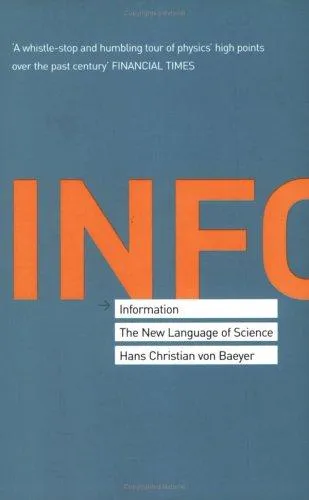 'A whistle-stop and humbling tour of physics' high points
over the past century' FINANCIAL TIMES
INFO
→ Information
The New Language of Science
Hans Christian von Baeyer